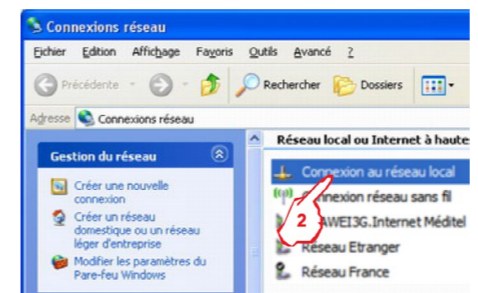 Connexions réseau
Fichier Edition Affichage Favoris Outils Avancé ?
Précédente Rechercher Dossiers
Adresse Connexions réseau
Réseau local ou Internet à haute
Gestion du réseau
Connexion au réseau local
Créer une nouvelle
connexion
nnexion réseau sans fil
2
Créer un réseau
domestique ou un réseau
léger d'entreprise
AWEI3G.Internet Méditel
Réseau Etranger
Modifier les paramètres du
Pare-feu Windows
Réseau France